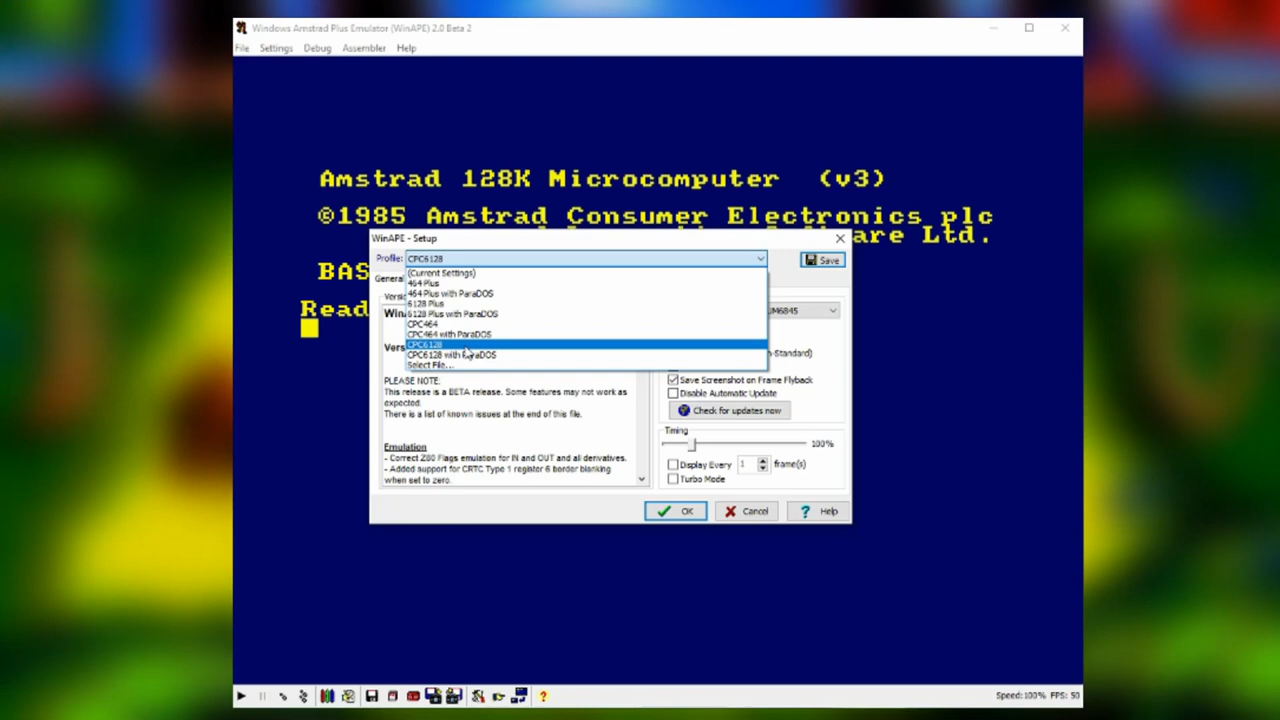 Windows Amstrad Plus Emulator (WinAPE) 2.0 Beta 2
File Settings Debug Assembler Help
Amstrad 128K Microcomputer (v3)
©1985 Amstrad Consumer Electronics plc
are Ltd.
BAS
Read
WinAPE - Setup
Profile: CPC6128
Save
(Current Settings)
464 Plus
464 Plus with ParaDOS
6128 Plus
6128 Plus with ParaDOS
CPC464
CPC464 with ParaDOS
CPC6128
CPC6128 with ParaDOS
Select File...
General
Versi
Win
Vers
PLEASE NOTE:
This release is a BETA release. Some features may not work as
expected.
There is a list of known issues at the end of this file.
Emulation
- Correct Z80 Flags emulation for IN and OUT and all derivatives.
- Added support for CRTC Type 1 register 6 border blanking
when set to zero.
UM6845
n-Standard)
Save Screenshot on Frame Flyback
Disable Automatic Update
Check for updates now
Timing
100%
Display Every 1 frame(s)
Turbo Mode
OK Cancel Help
Speed:100% FPS: 50